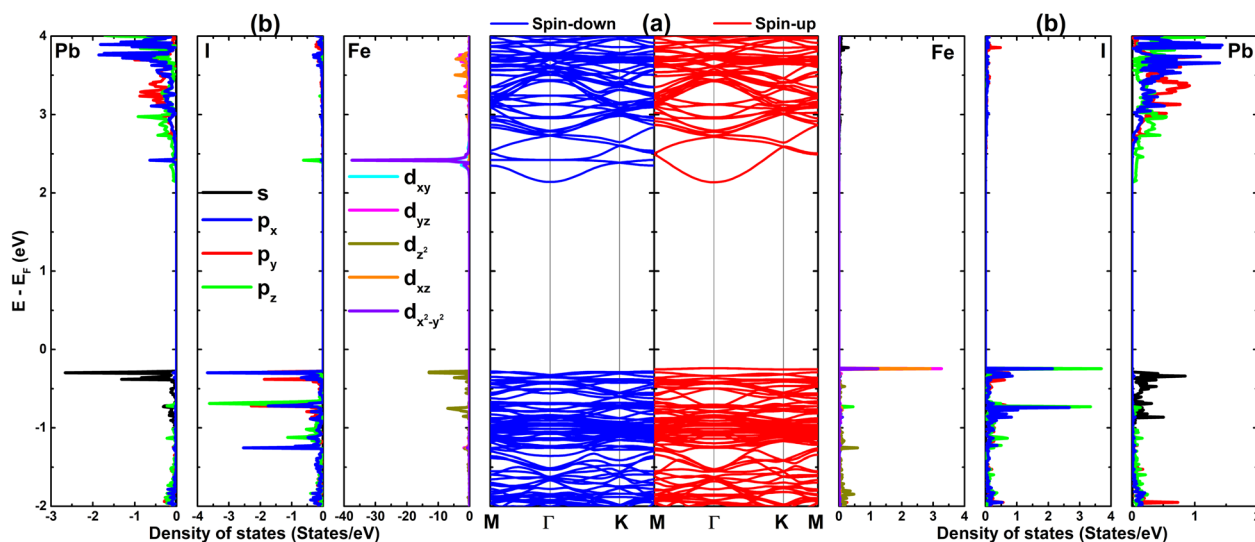 (b) Spin-down (a) Spin-up (b)
Pb I Fe Fe I Pb
4
3
2
1
0
-1
-2
E - E_F (eV)
s
p_x
p_y
p_z
d_xy
d_yz
d_z²
d_xz
d_x²-y²
-3 -2 -1 0
-4 -3 -2 -1 0
-40 -30 -20 -10 0
M Γ K M Γ K M
0 1 2 3 4
0 1 2 3 4
0 1 2
Density of states (States/eV) Density of states (States/eV)